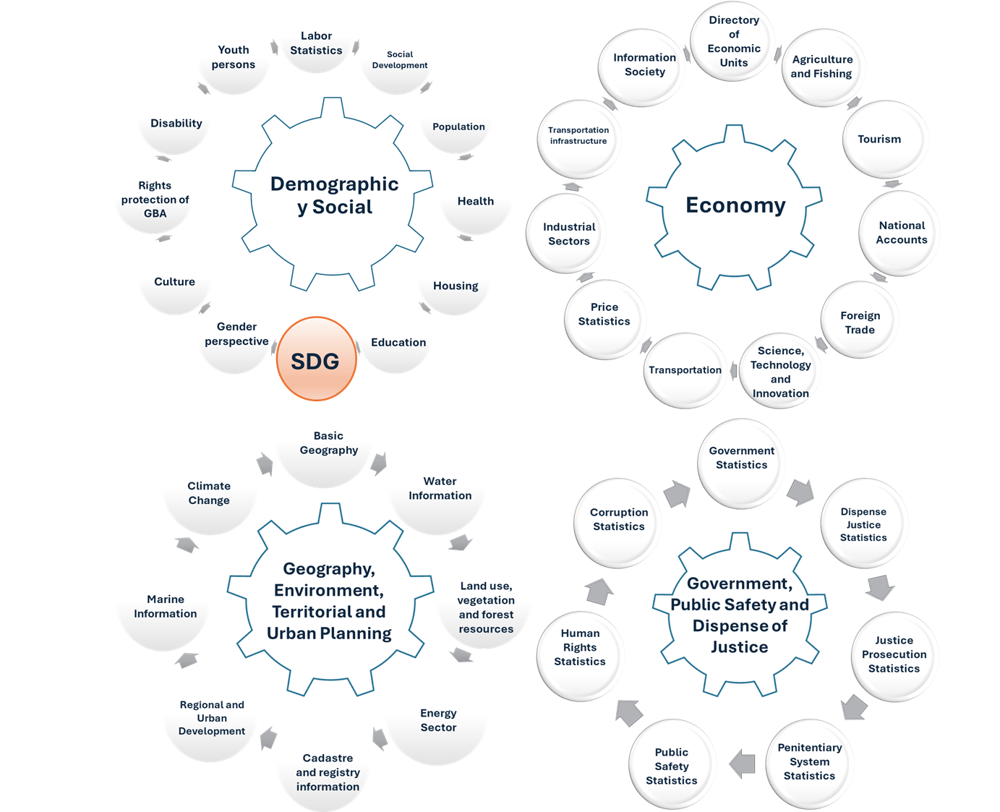 Labor
Statistics
Social
Development
Population
Health
Housing
Education
SDG
Gender
perspective
Culture
Rights
protection of
GBA
Disability
Youth
persons
Demographic
y Social
Directory
of
Economic
Units
Agriculture
and Fishing
Tourism
National
Accounts
Foreign
Trade
Science,
Technology
and
Innovation
Transportation
Price
Statistics
Industrial
Sectors
Transportation
infrastructure
Information
Society
Economy
Basic
Geography
Water
Information
Land use,
vegetation
and forest
resources
Energy
Sector
Cadastre
and registry
information
Regional and
Urban
Development
Marine
Information
Climate
Change
Geography,
Environment,
Territorial and
Urban Planning
Government
Statistics
Dispense
Justice
Statistics
Justice
Prosecution
Statistics
Penitentiary
System
Statistics
Public
Safety
Statistics
Human
Rights
Statistics
Corruption
Statistics
Government,
Public Safety and
Dispense of
Justice